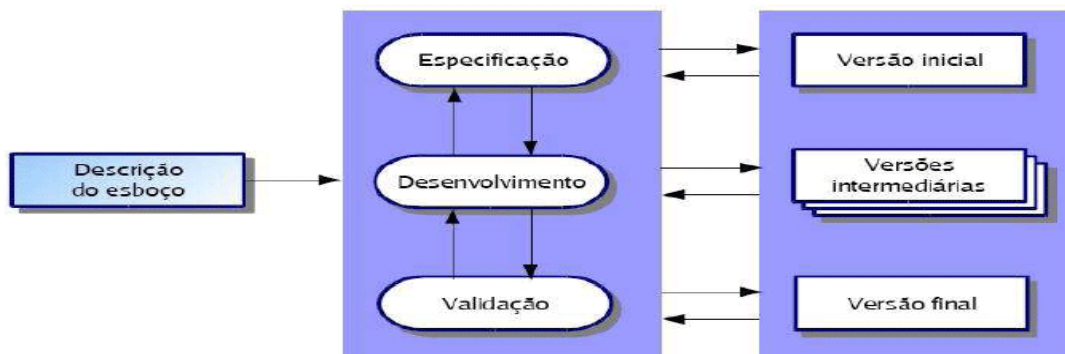 Especificação
Versão inicial
Descrição
do esboço
Desenvolvimento
Versões
intermediárias
Validação
Versão final